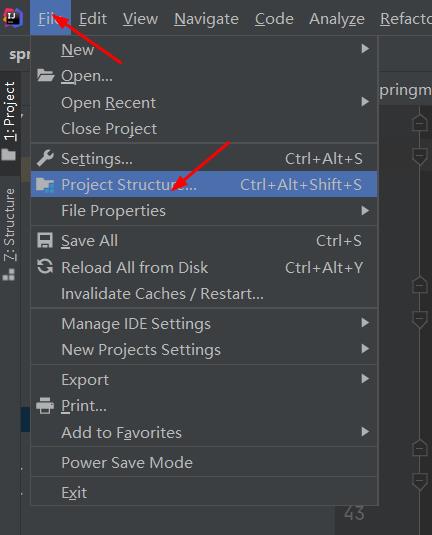 File Edit View Navigate Code Analyze Refacto
spr
pringm
1: Project
7: Structure
New
Open...
Open Recent
Close Project
Settings... Ctrl+Alt+S
Project Structure... Ctrl+Alt+Shift+S
File Properties
Save All Ctrl+S
Reload All from Disk Ctrl+Alt+Y
Invalidate Caches / Restart...
Manage IDE Settings
New Projects Settings
Export
Print...
Add to Favorites
Power Save Mode
Exit
43